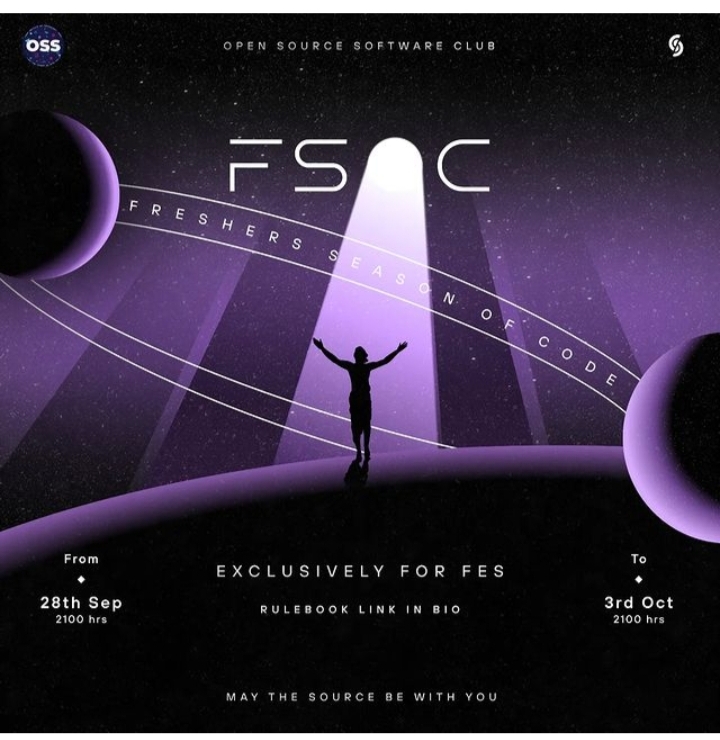 OSS
OPEN SOURCE SOFTWARE CLUB
FSOC
FRESHERS SEASON OF CODE
From
28th Sep
2100 hrs
EXCLUSIVELY FOR FES
RULEBOOK LINK IN BIO
To
3rd Oct
2100 hrs
MAY THE SOURCE BE WITH YOU